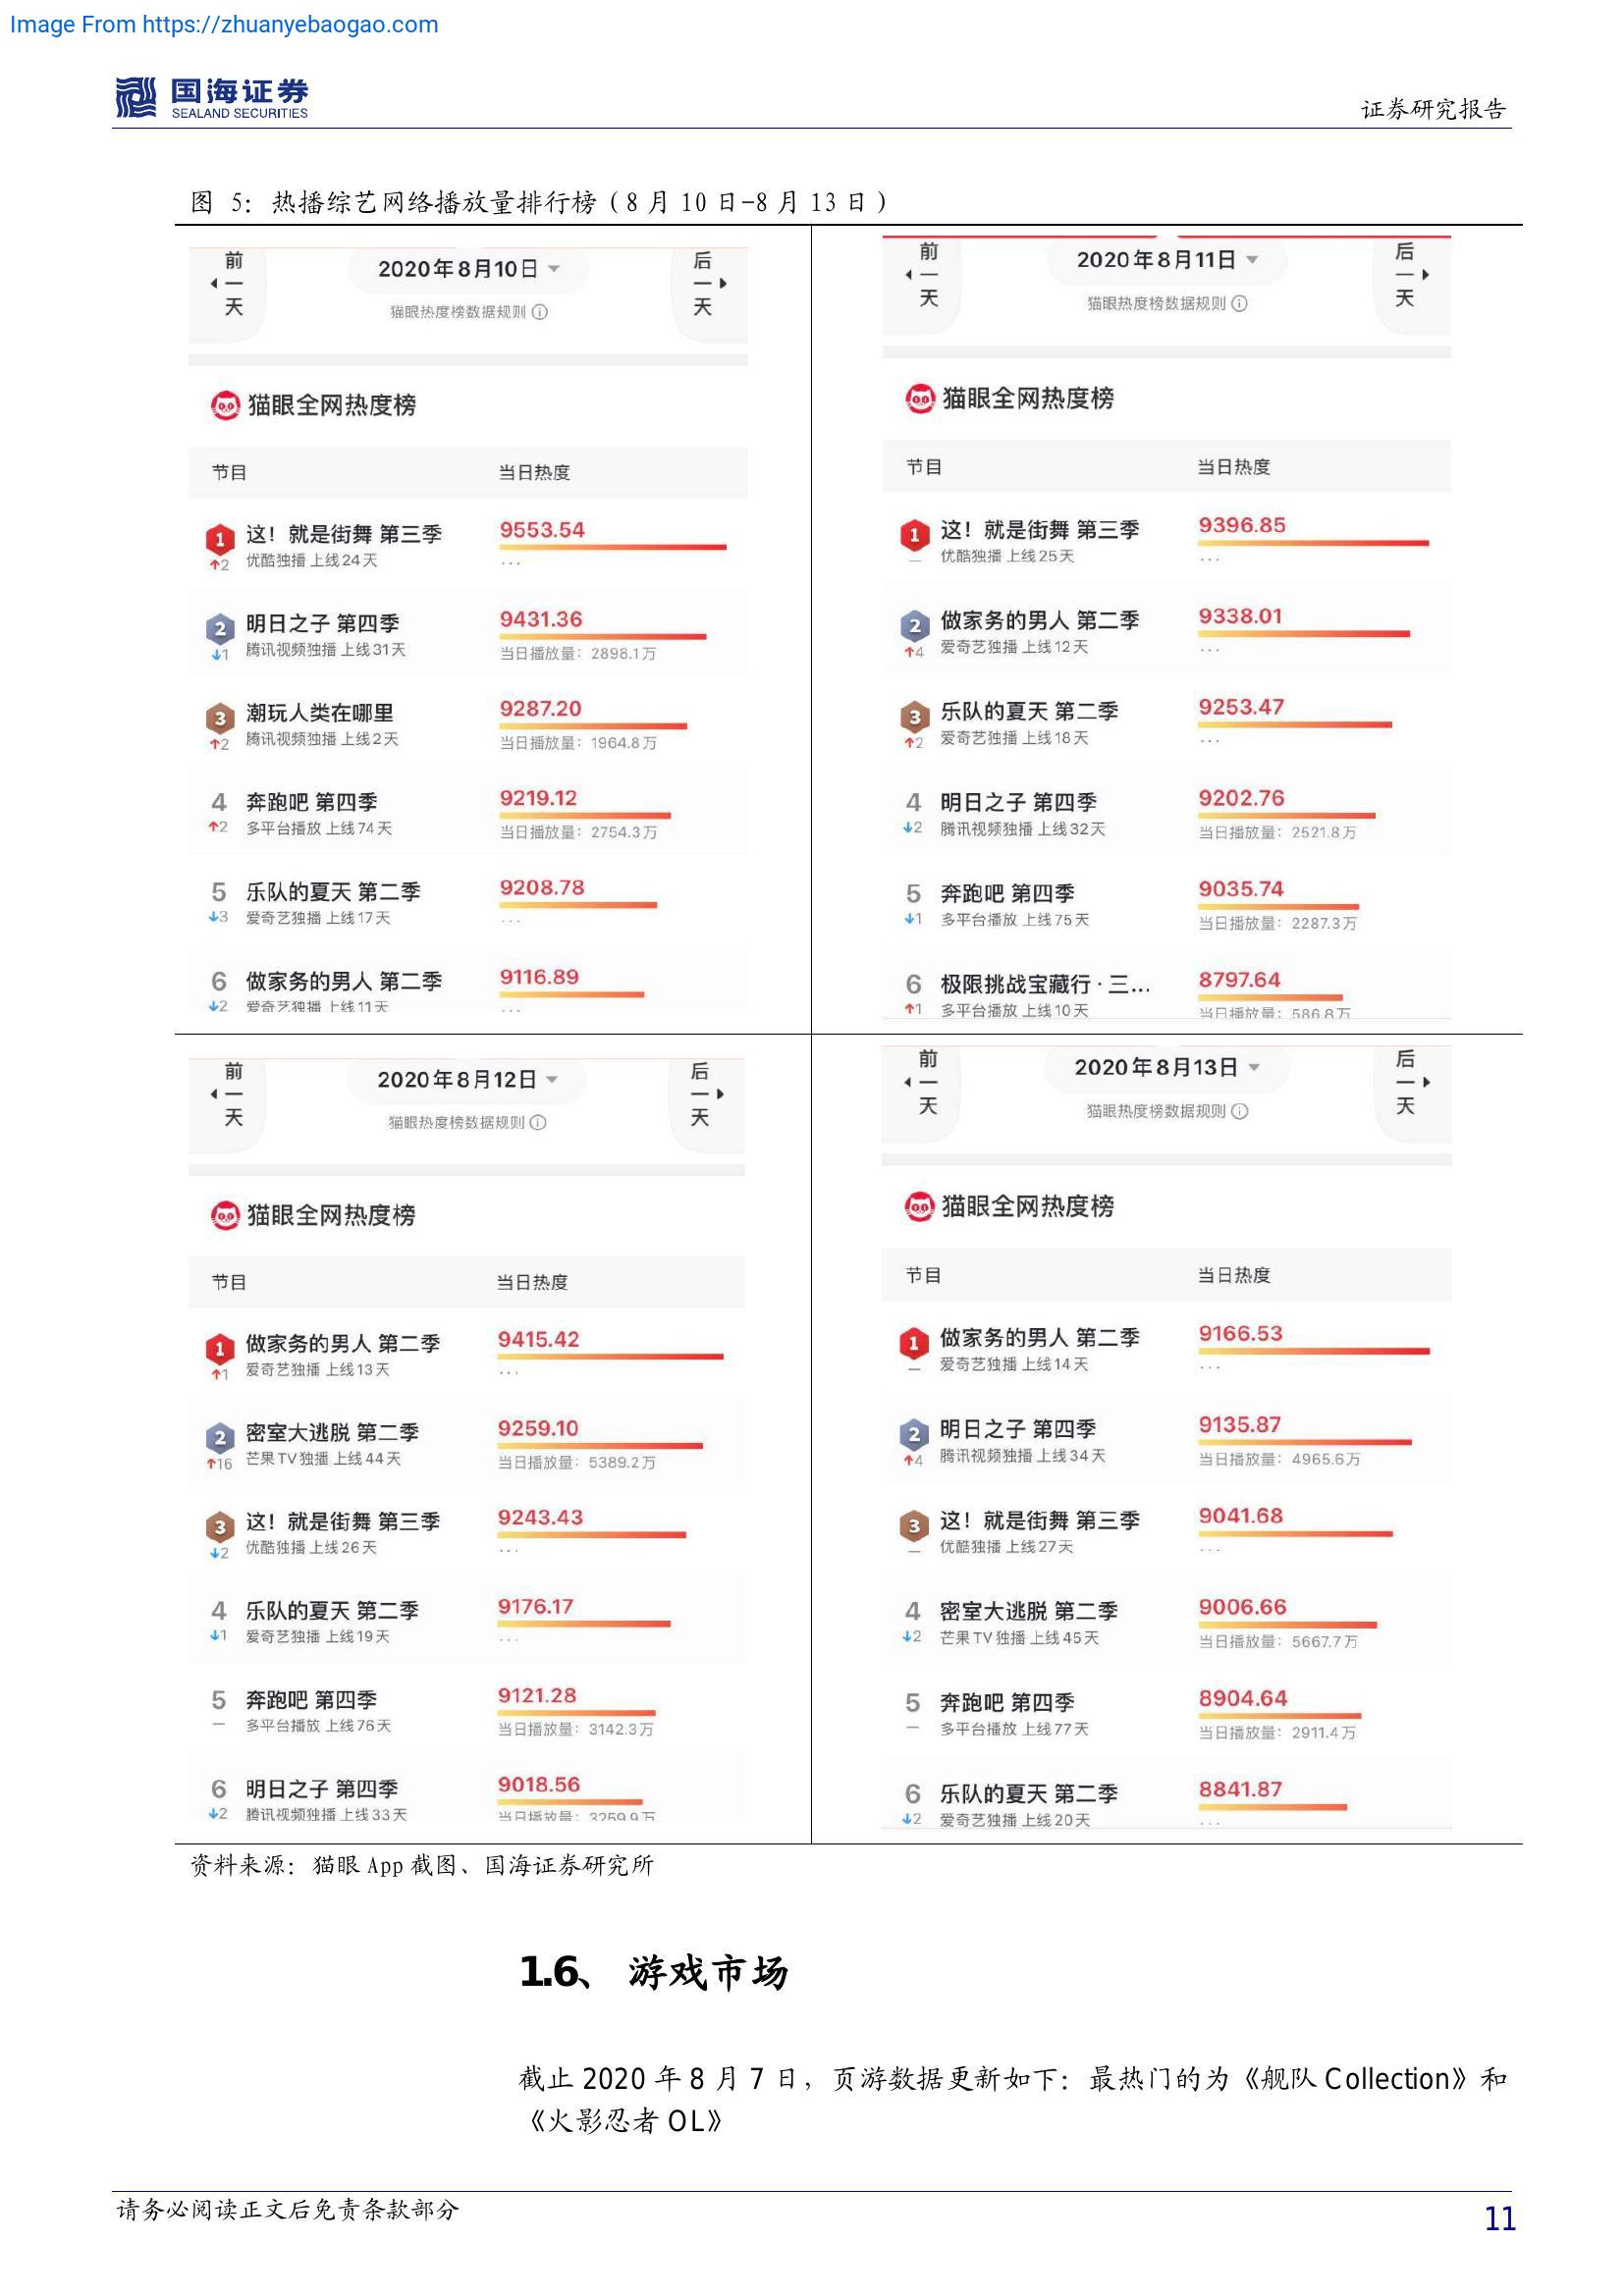 Image From https://zhuanyebaogao.com
国海证券
SEALAND SECURITIES
证券研究报告
图 5：热播综艺网络播放量排行榜（8 月 10 日-8 月 13 日）
前一天
2020年8月10日
后一天
猫眼热度榜数据规则
猫眼全网热度榜
节目 当日热度
1 这！就是街舞 第三季 9553.54
↑2 优酷独播 上线24天 ...
2 明日之子 第四季 9431.36
↓1 腾讯视频独播 上线31天 当日播放量：2898.1万
3 潮玩人类在哪里 9287.20
↑2 腾讯视频独播 上线2天 当日播放量：1964.8万
4 奔跑吧 第四季 9219.12
↑2 多平台播放 上线74天 当日播放量：2754.3万
5 乐队的夏天 第二季 9208.78
↓3 爱奇艺独播 上线17天 ...
6 做家务的男人 第二季 9116.89
↓2 爱奇艺独播 上线11天 ...
前一天
2020年8月11日
后一天
猫眼热度榜数据规则
猫眼全网热度榜
节目 当日热度
1 这！就是街舞 第三季 9396.85
— 优酷独播 上线25天 ...
2 做家务的男人 第二季 9338.01
↑4 爱奇艺独播 上线12天 ...
3 乐队的夏天 第二季 9253.47
↑2 爱奇艺独播 上线18天 ...
4 明日之子 第四季 9202.76
↓2 腾讯视频独播 上线32天 当日播放量：2521.8万
5 奔跑吧 第四季 9035.74
↓1 多平台播放 上线75天 当日播放量：2287.3万
6 极限挑战宝藏行 · 三... 8797.64
↑1 多平台播放 上线10天 当日播放量：586.8万
前一天
2020年8月12日
后一天
猫眼热度榜数据规则
猫眼全网热度榜
节目 当日热度
1 做家务的男人 第二季 9415.42
↑1 爱奇艺独播 上线13天 ...
2 密室大逃脱 第二季 9259.10
↑16 芒果TV独播 上线44天 当日播放量：5389.2万
3 这！就是街舞 第三季 9243.43
↓2 优酷独播 上线26天 ...
4 乐队的夏天 第二季 9176.17
↓1 爱奇艺独播 上线19天 ...
5 奔跑吧 第四季 9121.28
— 多平台播放 上线76天 当日播放量：3142.3万
6 明日之子 第四季 9018.56
↓2 腾讯视频独播 上线33天 当日播放量：3259.9万
前一天
2020年8月13日
后一天
猫眼热度榜数据规则
猫眼全网热度榜
节目 当日热度
1 做家务的男人 第二季 9166.53
— 爱奇艺独播 上线14天 ...
2 明日之子 第四季 9135.87
↑4 腾讯视频独播 上线34天 当日播放量：4965.6万
3 这！就是街舞 第三季 9041.68
— 优酷独播 上线27天 ...
4 密室大逃脱 第二季 9006.66
↓2 芒果TV独播 上线45天 当日播放量：5667.7万
5 奔跑吧 第四季 8904.64
— 多平台播放 上线77天 当日播放量：2911.4万
6 乐队的夏天 第二季 8841.87
↓2 爱奇艺独播 上线20天 ...
资料来源：猫眼 App 截图、国海证券研究所
1.6、 游戏市场
截止 2020 年 8 月 7 日，页游数据更新如下：最热门的为《舰队 Collection》和
《火影忍者 OL》
请务必阅读正文后免责条款部分
11